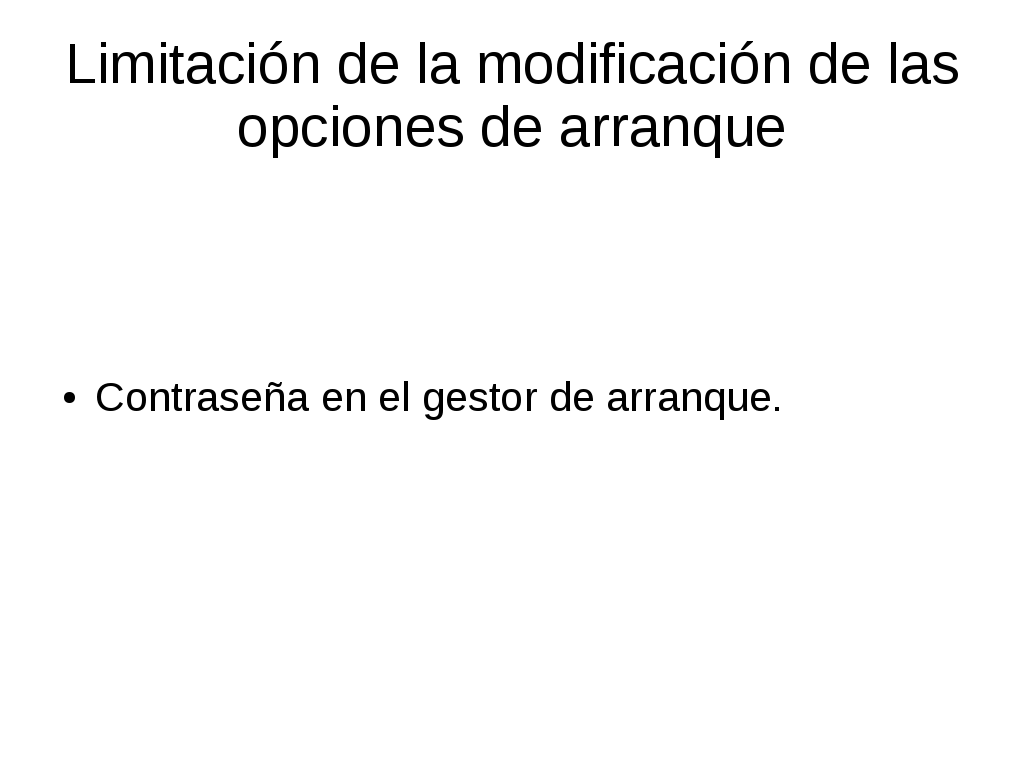 Limitación de la modificación de las
opciones de arranque
• Contraseña en el gestor de arranque.